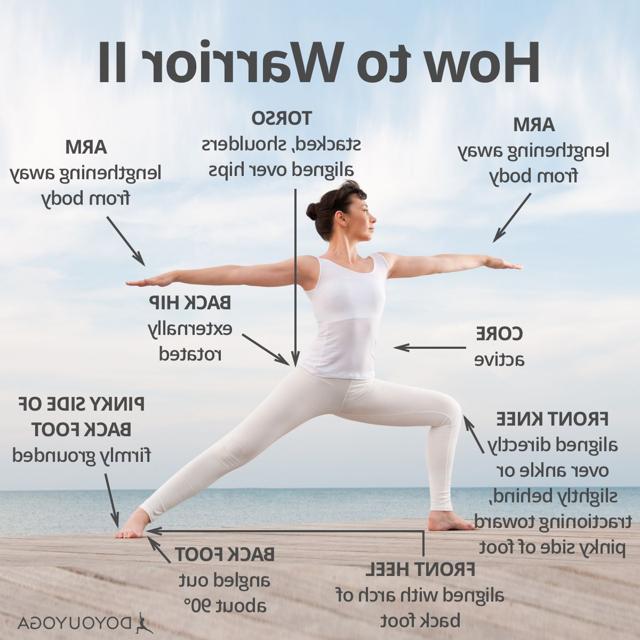 How to Warrior II
TORSO
stacked, shoulders
aligned over hips
ARM
lengthening away
from body
ARM
lengthening away
from body
BACK HIP
externally
rotated
CORE
active
PINKY SIDE OF
BACK FOOT
firmly grounded
FRONT KNEE
aligned directly
over ankle or
slightly behind,
tractioning toward
pinky side of foot
BACK FOOT
angled out
about 90°
FRONT HEEL
aligned with arch of
back foot
DOYOUYOGA